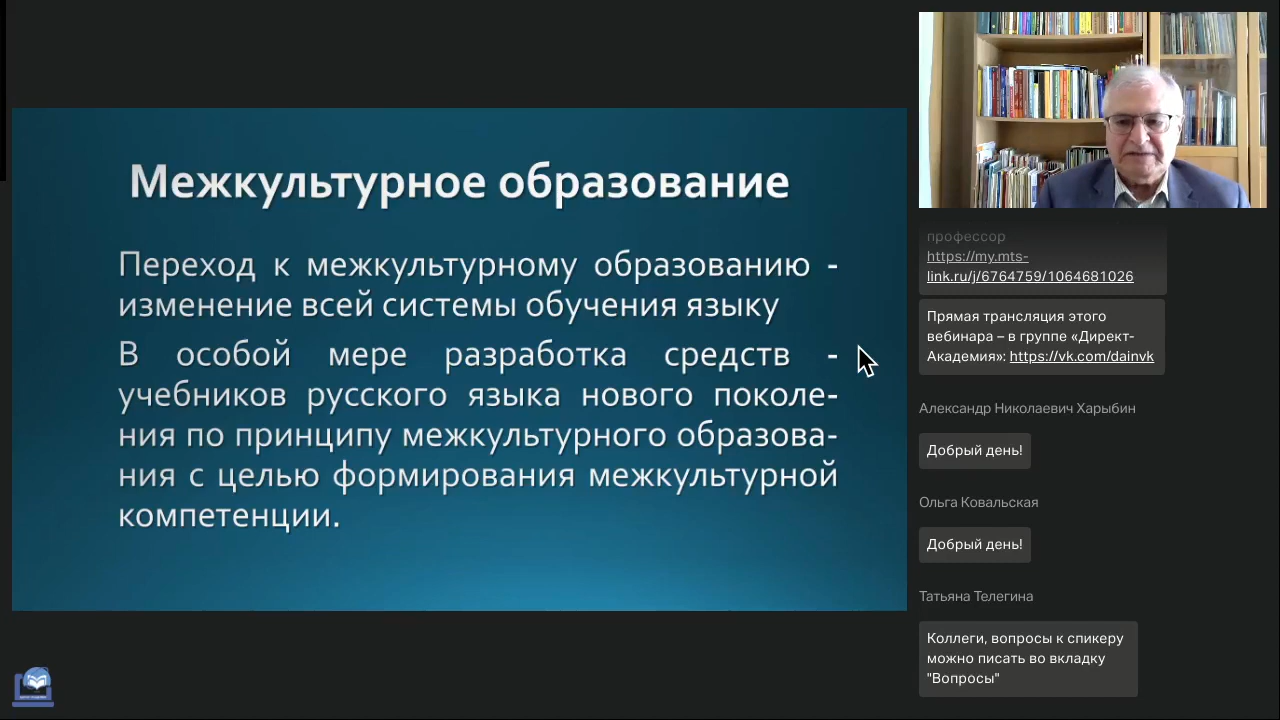 Межкультурное образование
Переход к межкультурному образованию -
изменение всей системы обучения языку
В особой мере разработка средств -
учебников русского языка нового поколе-
ния по принципу межкультурного образова-
ния с целью формирования межкультурной
компетенции.
профессор
https://my.mts-
link.ru/j/6764759/1064681026
Прямая трансляция этого
вебинара – в группе «Директ-
Академия»: https://vk.com/dainvk
Александр Николаевич Харыбин
Добрый день!
Ольга Ковальская
Добрый день!
Татьяна Телегина
Коллеги, вопросы к спикеру
можно писать во вкладку
"Вопросы"